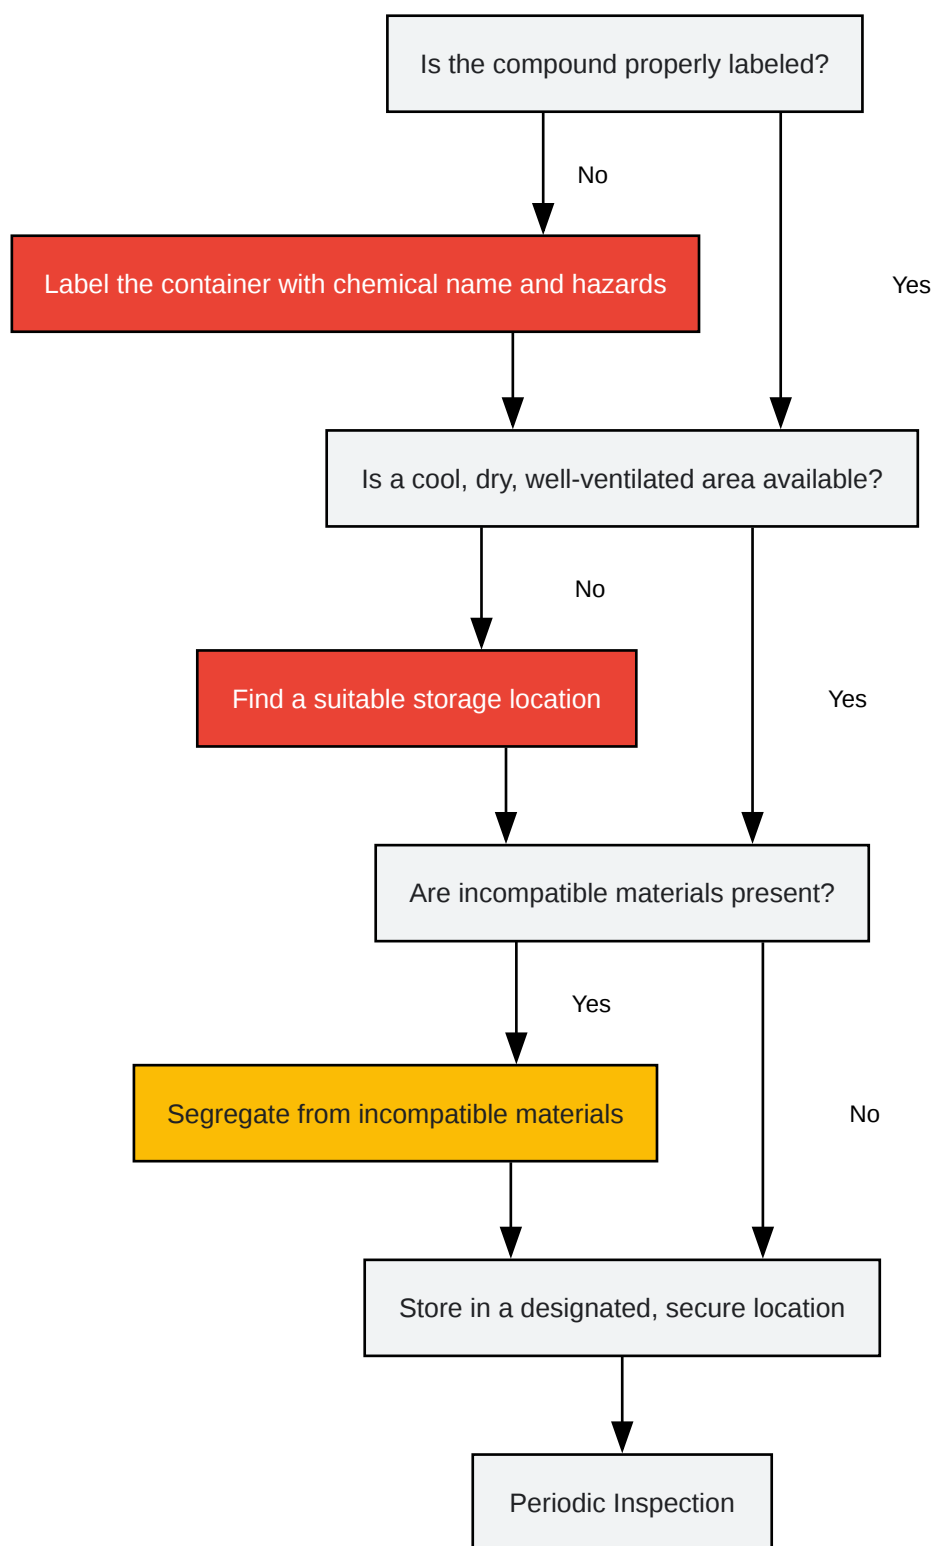 Is the compound properly labeled?
No
Label the container with chemical name and hazards
Yes
Is a cool, dry, well-ventilated area available?
No
Find a suitable storage location
Yes
Are incompatible materials present?
Yes
Segregate from incompatible materials
No
Store in a designated, secure location
Periodic Inspection